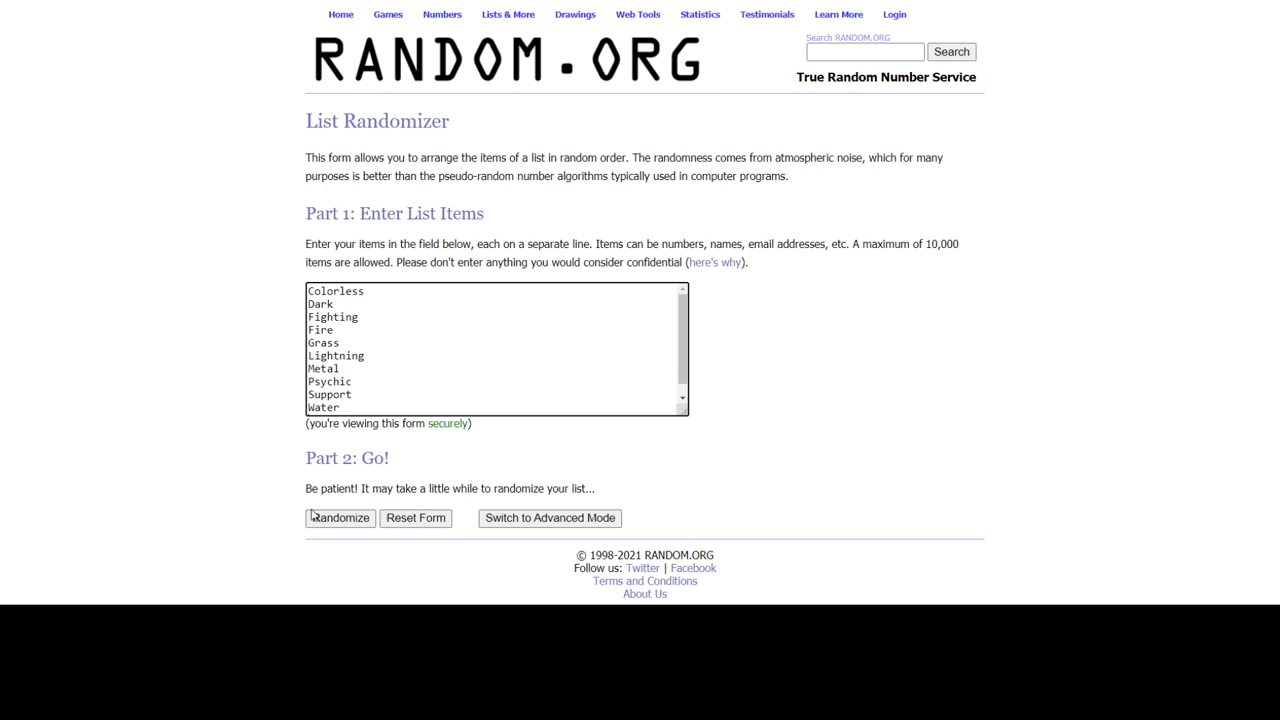 Home Games Numbers Lists & More Drawings Web Tools Statistics Testimonials Learn More Login
RANDOM.ORG
Search RANDOM.ORG
Search
True Random Number Service
List Randomizer
This form allows you to arrange the items of a list in random order. The randomness comes from atmospheric noise, which for many
purposes is better than the pseudo-random number algorithms typically used in computer programs.
Part 1: Enter List Items
Enter your items in the field below, each on a separate line. Items can be numbers, names, email addresses, etc. A maximum of 10,000
items are allowed. Please don't enter anything you would consider confidential (here's why).
Colorless
Dark
Fighting
Fire
Grass
Lightning
Metal
Psychic
Support
Water
(you're viewing this form securely)
Part 2: Go!
Be patient! It may take a little while to randomize your list...
Randomize Reset Form Switch to Advanced Mode
© 1998-2021 RANDOM.ORG
Follow us: Twitter | Facebook
Terms and Conditions
About Us